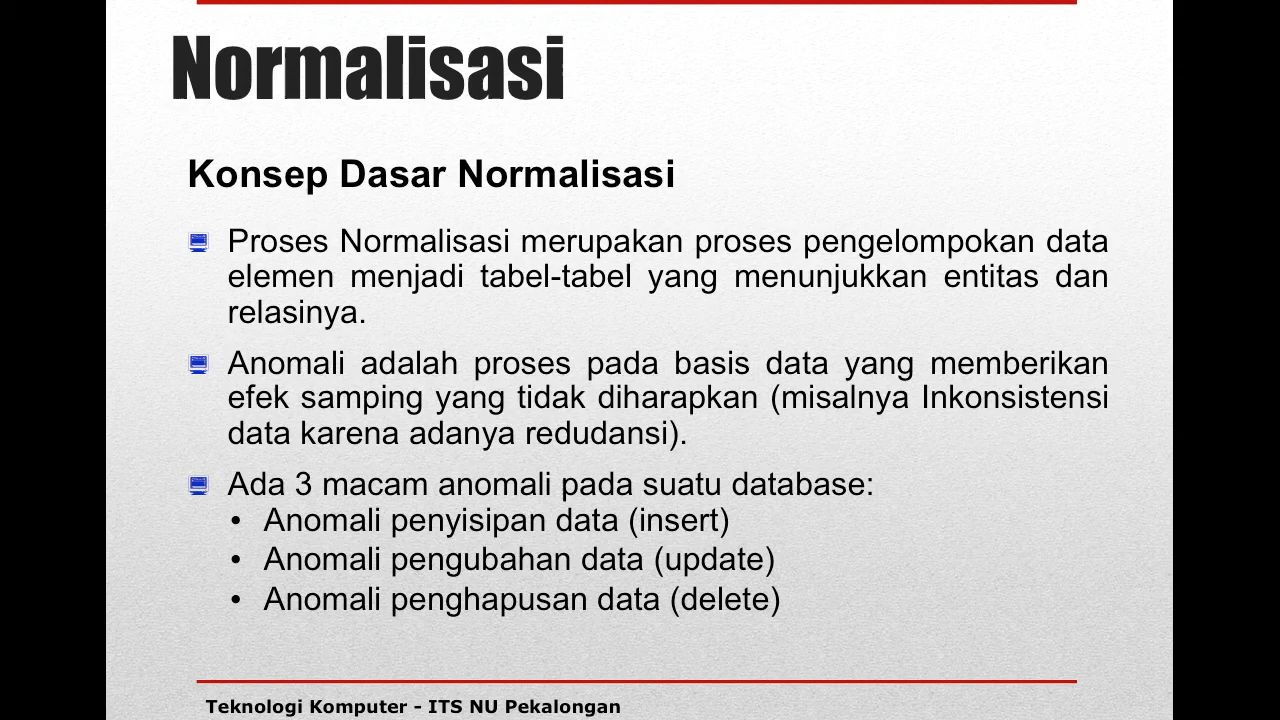 Normalisasi
Konsep Dasar Normalisasi
Proses Normalisasi merupakan proses pengelompokan data
elemen menjadi tabel-tabel yang menunjukkan entitas dan
relasinya.
Anomali adalah proses pada basis data yang memberikan
efek samping yang tidak diharapkan (misalnya Inkonsistensi
data karena adanya redudansi).
Ada 3 macam anomali pada suatu database:
• Anomali penyisipan data (insert)
• Anomali pengubahan data (update)
• Anomali penghapusan data (delete)
Teknologi Komputer - ITS NU Pekalongan